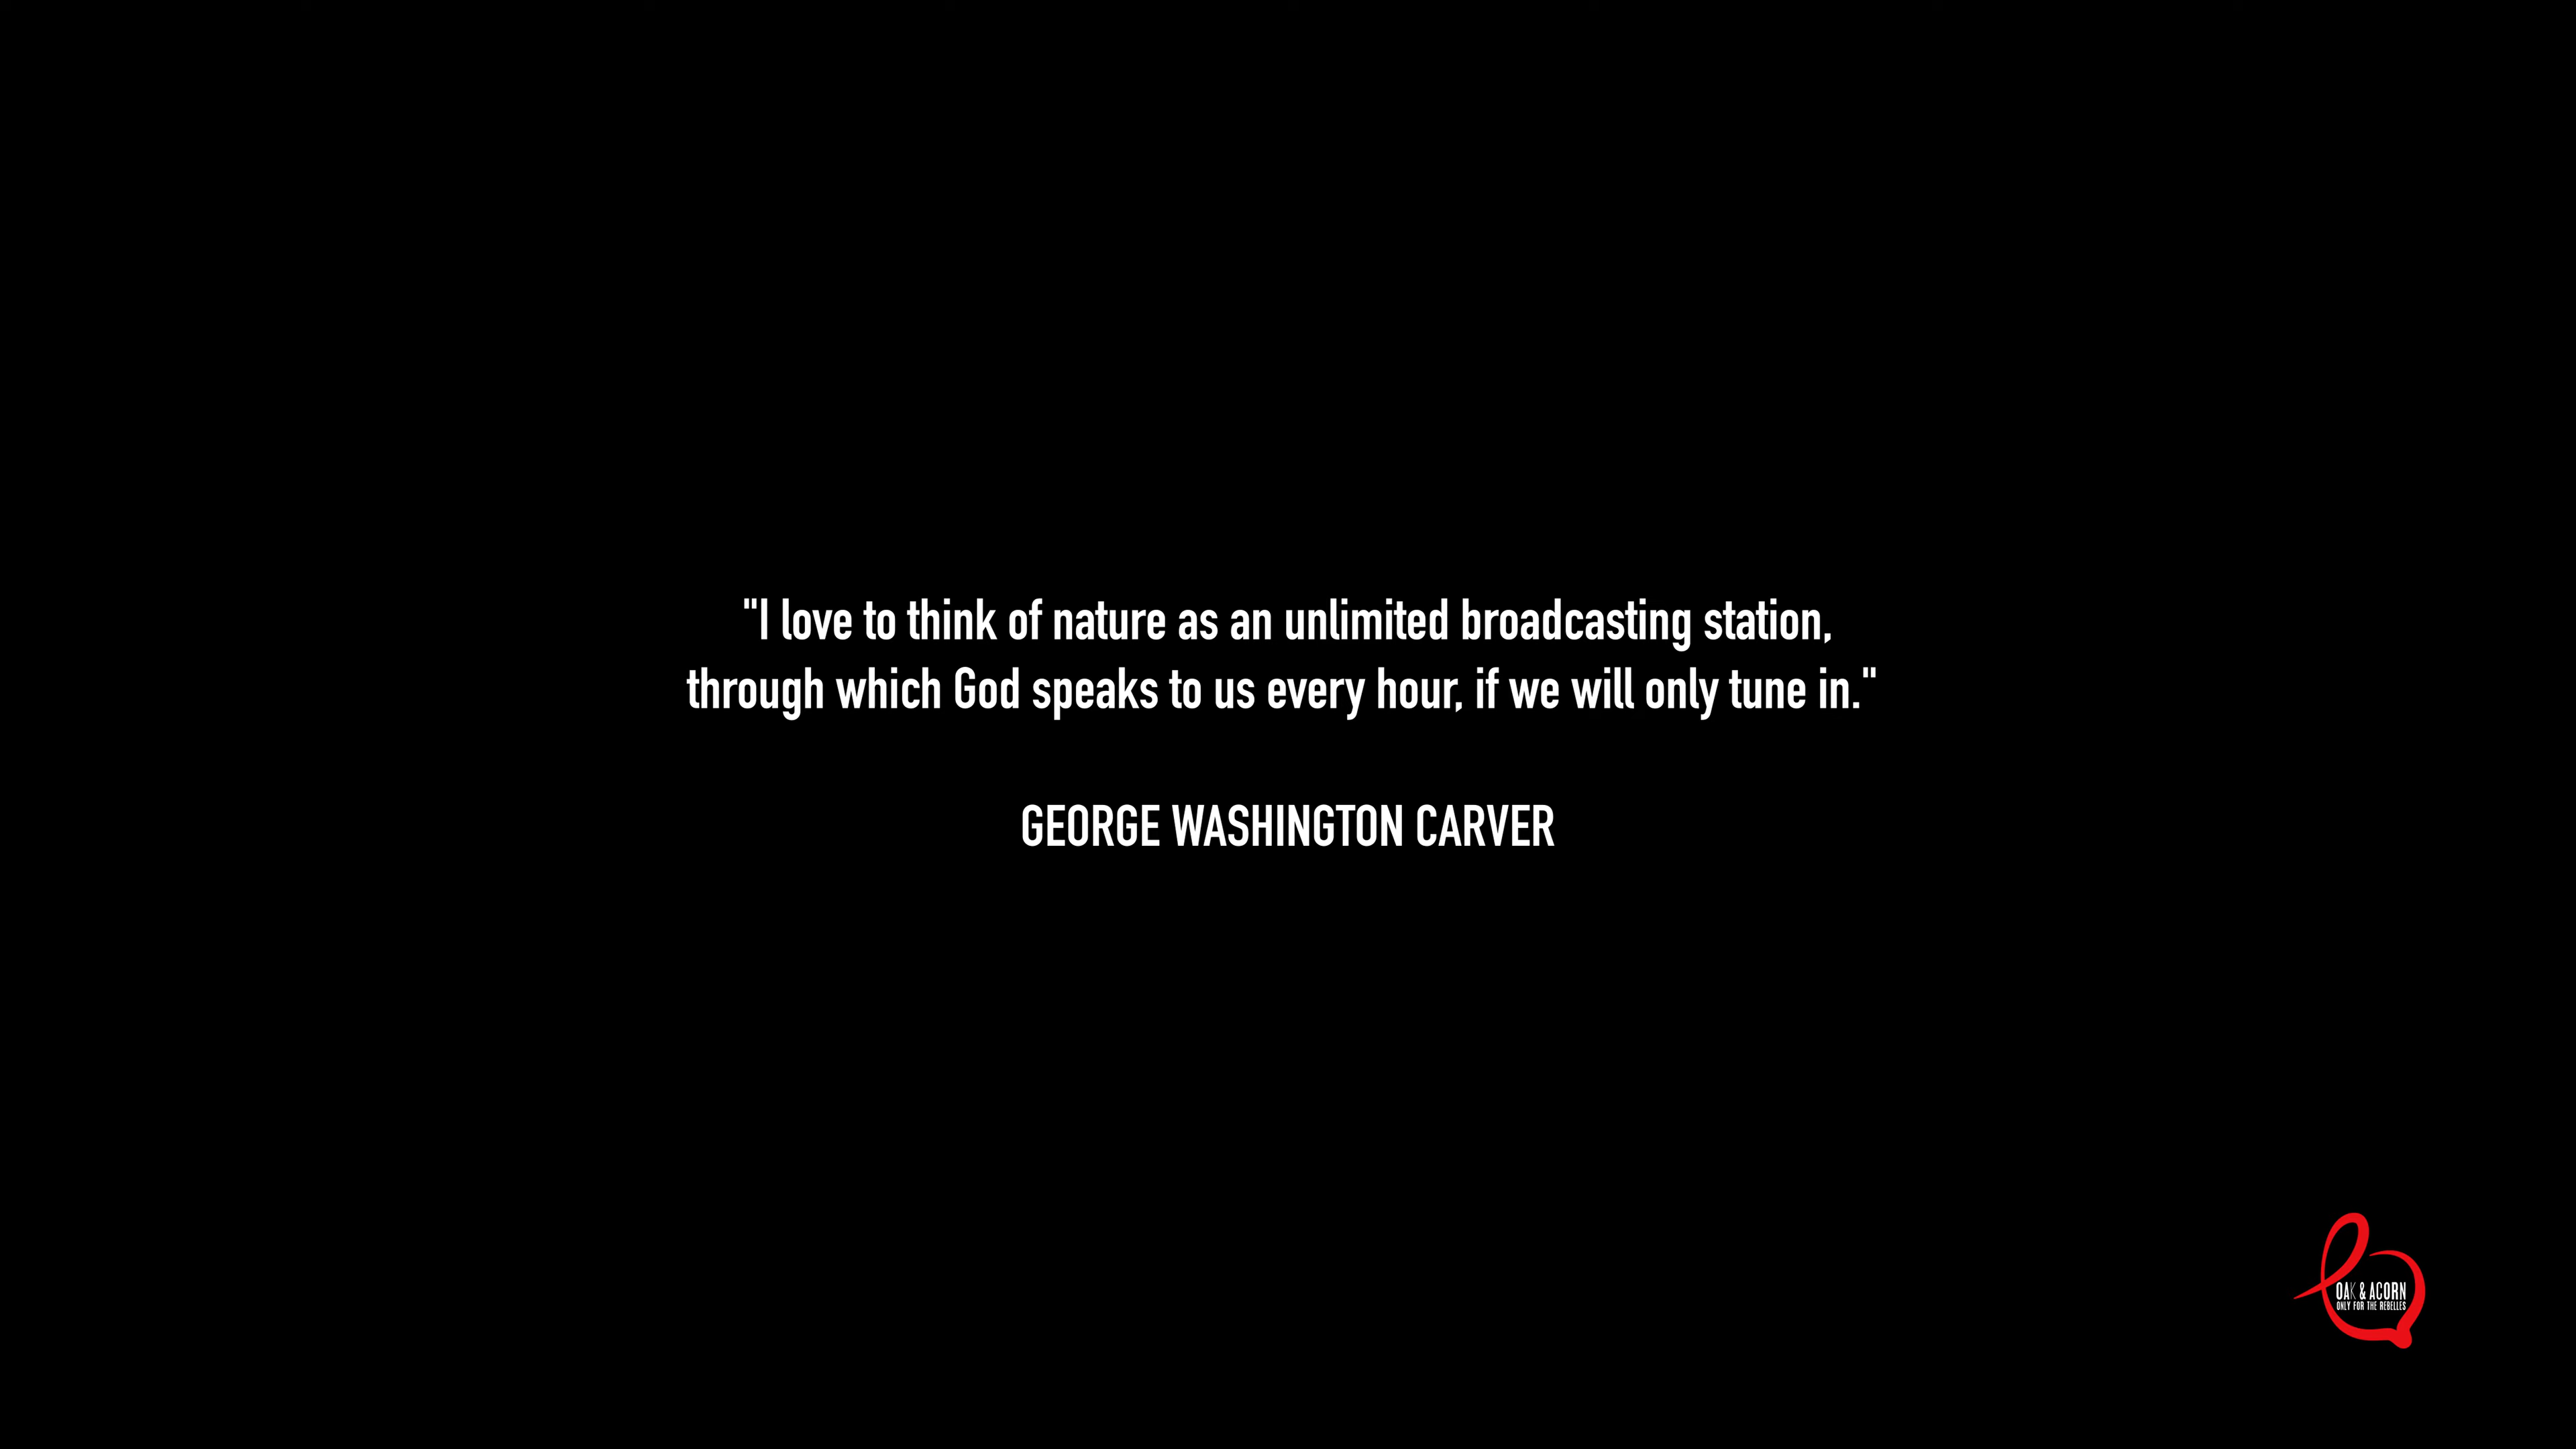 "I love to think of nature as an unlimited broadcasting station,
through which God speaks to us every hour, if we will only tune in."
GEORGE WASHINGTON CARVER
OAK & ACORN
ONLY FOR THE REBELLES